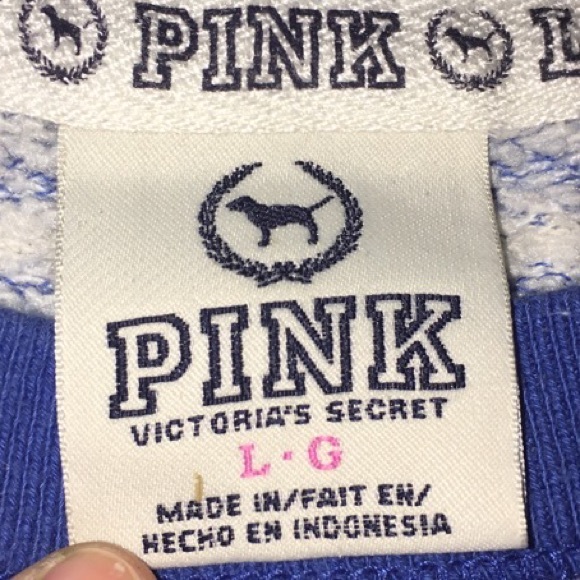 PINK
PINK
VICTORIA'S SECRET
L · G
MADE IN/FAIT EN/
HECHO EN INDONESIA